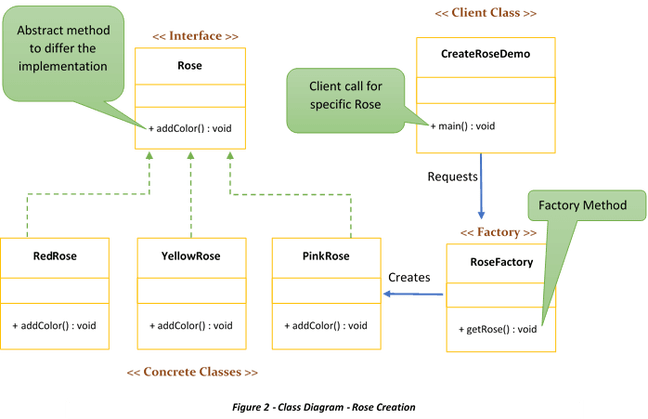 << Client Class >>
Abstract method
to differ the
implementation
<< Interface >>
Rose
+ addColor() : void
CreateRoseDemo
Client call for
specific Rose
+ main() : void
Requests
Factory Method
<< Factory >>
RedRose
+ addColor() : void
YellowRose
+ addColor() : void
PinkRose
+ addColor() : void
Creates
RoseFactory
+ getRose() : void
<< Concrete Classes >>
Figure 2 - Class Diagram - Rose Creation